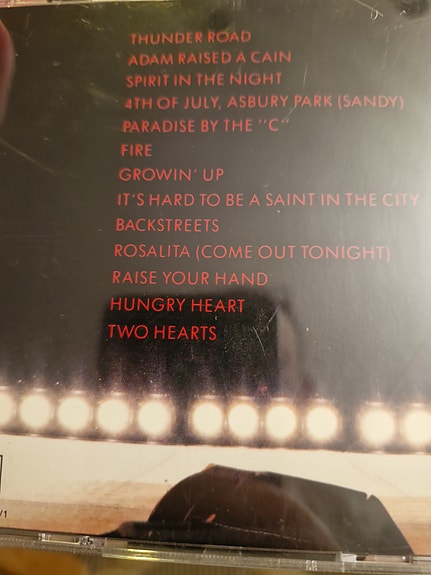 THUNDER ROAD
ADAM RAISED A CAIN
SPIRIT IN THE NIGHT
4TH OF JULY, ASBURY PARK (SANDY)
PARADISE BY THE "C"
FIRE
GROWIN' UP
IT'S HARD TO BE A SAINT IN THE CITY
BACKSTREETS
ROSALITA (COME OUT TONIGHT)
RAISE YOUR HAND
HUNGRY HEART
TWO HEARTS
/1